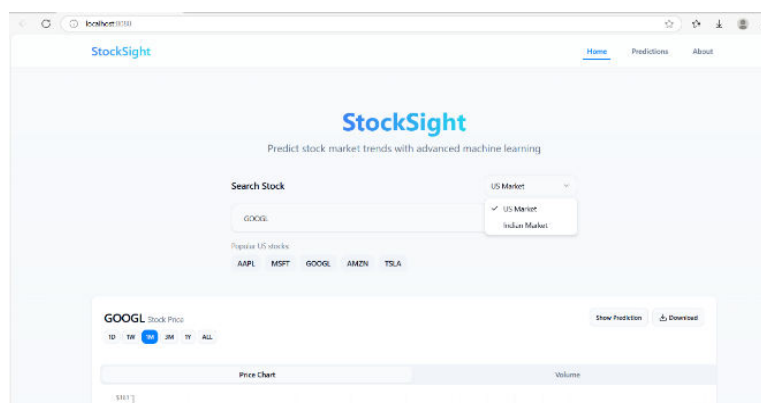 localhost:8080
StockSight
Home Predictions About
StockSight
Predict stock market trends with advanced machine learning
Search Stock
US Market
GOOGL
US Market
Indian Market
Popular US stocks:
AAPL MSFT GOOGL AMZN TSLA
GOOGL Stock Price
Show Prediction Download
1D 1W 1M 3M 1Y ALL
Price Chart Volume